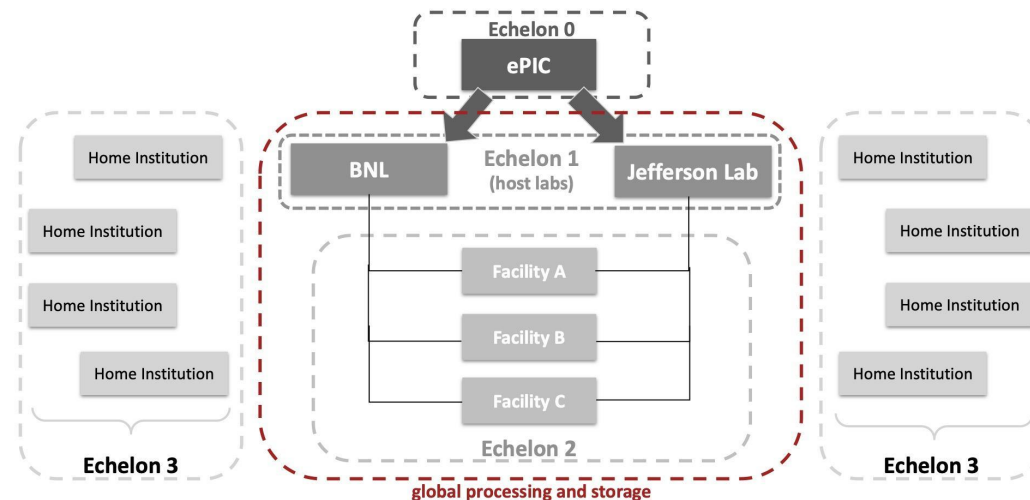 Echelon 0
ePIC
BNL
Echelon 1
(host labs)
Jefferson Lab
Home Institution
Home Institution
Home Institution
Home Institution
Echelon 3
Facility A
Facility B
Facility C
Echelon 2
global processing and storage
Home Institution
Home Institution
Home Institution
Home Institution
Echelon 3